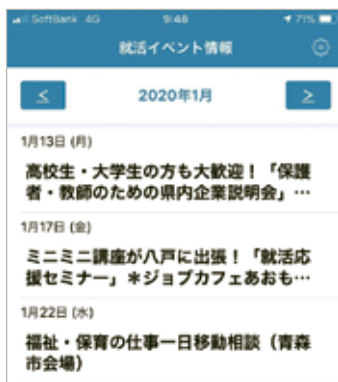 SoftBank 4G 9:48 71%
就活イベント情報
<
2020年1月
>
1月13日 (月)
高校生・大学生の方も大歓迎！「保護
者・教師のための県内企業説明会」…
1月17日 (金)
ミニミニ講座が八戸に出張！「就活応
援セミナー」＊ジョブカフェあおも…
1月22日 (水)
福祉・保育の仕事一日移動相談（青森
市会場）